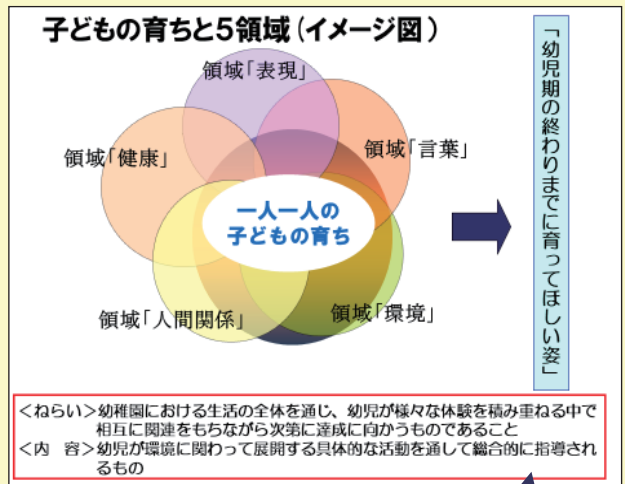 子どもの育ちと5領域(イメージ図)
領域「表現」
領域「健康」
領域「言葉」
一人一人の
子どもの育ち
領域「人間関係」
領域「環境」
「幼児期の終わりまでに育ってほしい姿」
＜ねらい＞幼稚園における生活の全体を通じ、幼児が様々な体験を積み重ねる中で
相互に関連をもちながら次第に達成に向かうものであること
＜内　容＞幼児が環境に関わって展開する具体的な活動を通して総合的に指導され
るもの